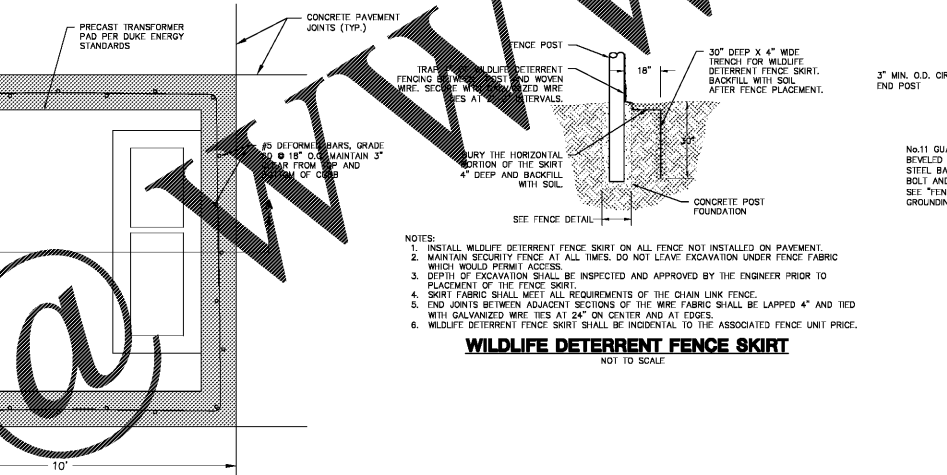 PRECAST TRANSFORMER
PAD PER DUKE ENERGY
STANDARDS
CONCRETE PAVEMENT
JOINTS (TYP.)
#5 DEFORMED BARS, GRADE
@ 18" O.C. MAINTAIN 3"
FROM TOP AND
BOTTOM OF CURB
10'
@
WWW
FENCE POST
WILDLIFE DETERRENT
FENCING BETWEEN POST AND WOVEN
WIRE. SECURE WITH GALVANIZED WIRE
TIES AT INTERVALS.
18"
30" DEEP X 4" WIDE
TRENCH FOR WILDLIFE
DETERRENT FENCE SKIRT.
BACKFILL WITH SOIL
AFTER FENCE PLACEMENT.
30"
BURY THE HORIZONTAL
PORTION OF THE SKIRT
4" DEEP AND BACKFILL
WITH SOIL.
CONCRETE POST
FOUNDATION
SEE FENCE DETAIL
NOTES:
1. INSTALL WILDLIFE DETERRENT FENCE SKIRT ON ALL FENCE NOT INSTALLED ON PAVEMENT.
2. MAINTAIN SECURITY FENCE AT ALL TIMES. DO NOT LEAVE EXCAVATION UNDER FENCE FABRIC
WHICH WOULD PERMIT ACCESS.
3. DEPTH OF EXCAVATION SHALL BE INSPECTED AND APPROVED BY THE ENGINEER PRIOR TO
PLACEMENT OF THE FENCE SKIRT.
4. SKIRT FABRIC SHALL MEET ALL REQUIREMENTS OF THE CHAIN LINK FENCE.
5. END JOINTS BETWEEN ADJACENT SECTIONS OF THE WIRE FABRIC SHALL BE LAPPED 4" AND TIED
WITH GALVANIZED WIRE TIES AT 24" ON CENTER AND AT EDGES.
6. WILDLIFE DETERRENT FENCE SKIRT SHALL BE INCIDENTAL TO THE ASSOCIATED FENCE UNIT PRICE.
WILDLIFE DETERRENT FENCE SKIRT
NOT TO SCALE
3" MIN. O.D. CIR
END POST
No.11 GU
BEVELED
STEEL BA
BOLT AND
SEE "FEN
GROUNDIN